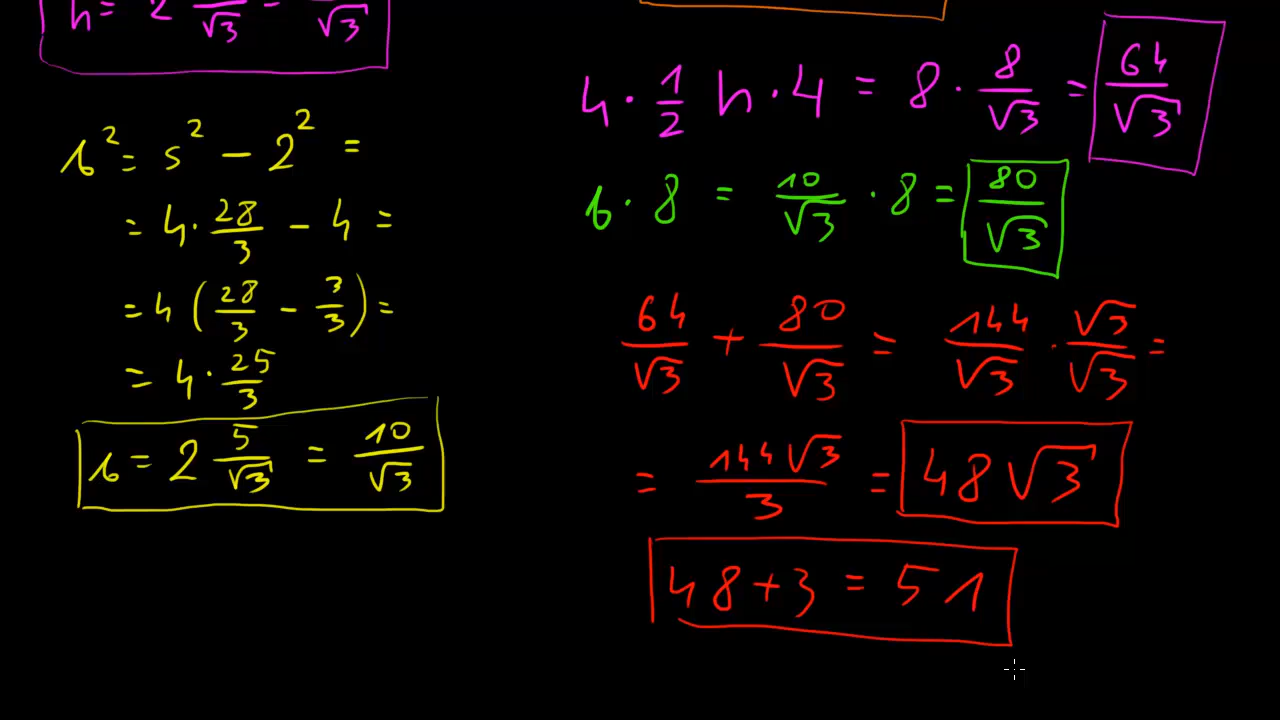 h = 2 /√3 = /√3
b² = s² - 2² =
= 4 · 28/3 - 4 =
= 4 (28/3 - 3/3) =
= 4 · 25/3
b = 2 5/√3 = 10/√3
4 · 1/2 h · 4 = 8 · 8/√3 = 64/√3
b · 8 = 10/√3 · 8 = 80/√3
64/√3 + 80/√3 = 144/√3 · √3/√3 =
= 144√3/3 = 48√3
48+3 = 51